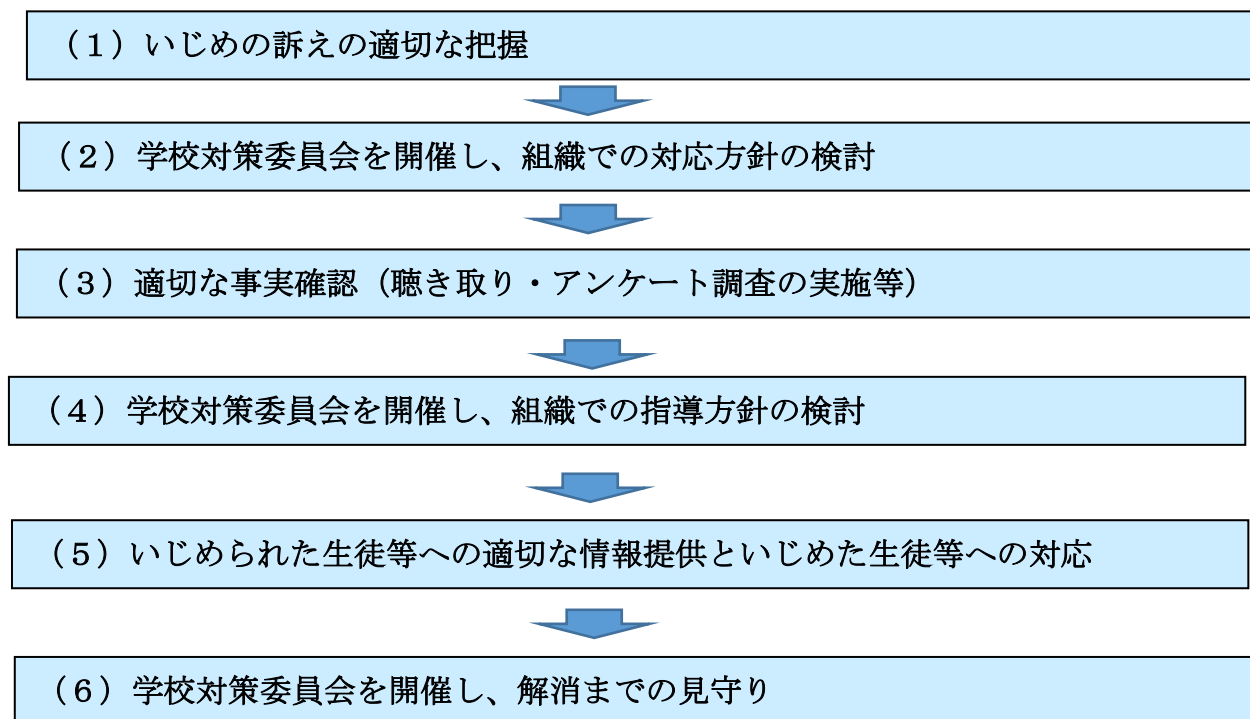 （１）いじめの訴えの適切な把握
（２）学校対策委員会を開催し、組織での対応方針の検討
（３）適切な事実確認（聴き取り・アンケート調査の実施等）
（４）学校対策委員会を開催し、組織での指導方針の検討
（５）いじめられた生徒等への適切な情報提供といじめた生徒等への対応
（６）学校対策委員会を開催し、解消までの見守り